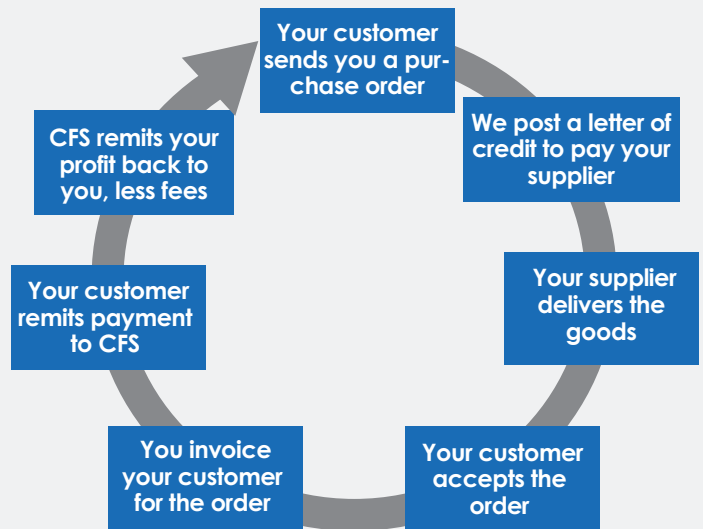 Your customer
sends you a pur-
chase order
We post a letter of
credit to pay your
supplier
Your supplier
delivers the
goods
Your customer
accepts the
order
You invoice
your customer
for the order
Your customer
remits payment
to CFS
CFS remits your
profit back to
you, less fees